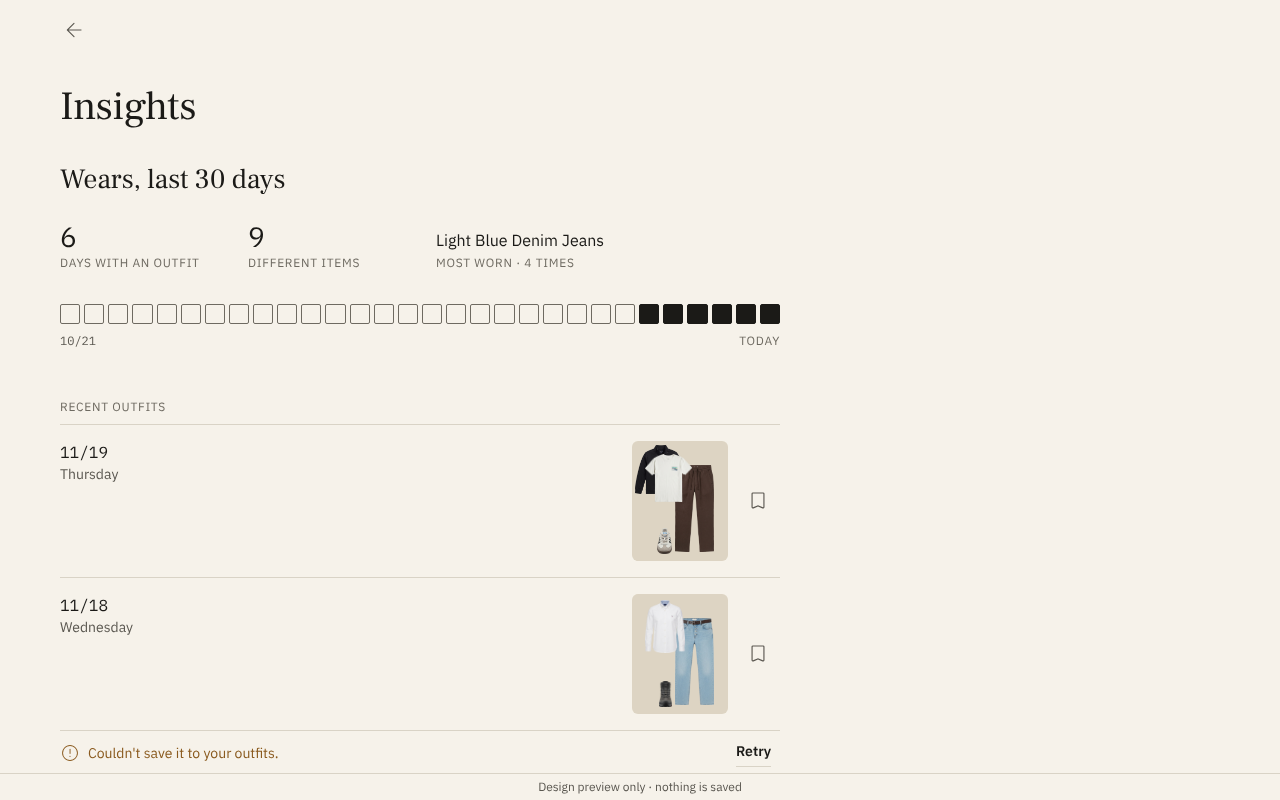 Insights
Wears, last 30 days
6
DAYS WITH AN OUTFIT
9
DIFFERENT ITEMS
Light Blue Denim Jeans
MOST WORN · 4 TIMES
10/21
TODAY
RECENT OUTFITS
11/19
Thursday
11/18
Wednesday
Couldn't save it to your outfits.
Retry
Design preview only · nothing is saved